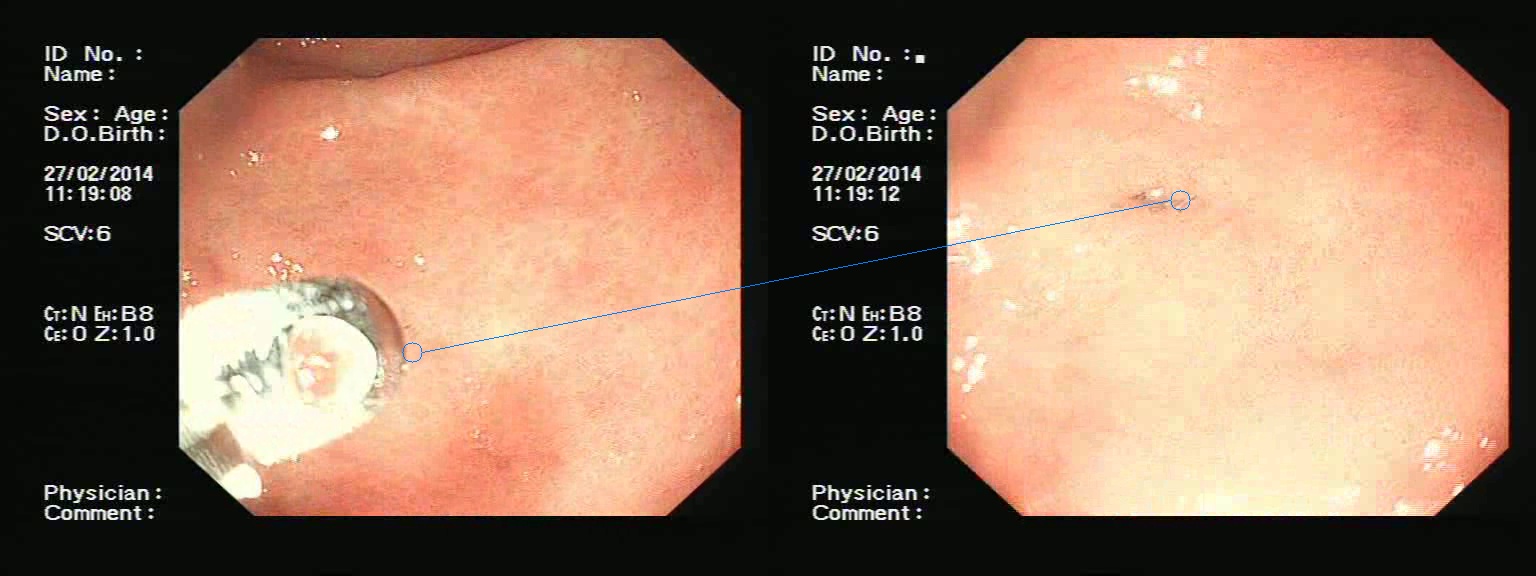 ID No. :
Name:
Sex: Age:
D.O.Birth:
27/02/2014
11:19:08
SCV:6
CT:N EH:B8
CE:0 Z:1.0
Physician:
Comment:
ID No. :
Name:
Sex: Age:
D.O.Birth:
27/02/2014
11:19:12
SCV:6
CT:N EH:B8
CE:0 Z:1.0
Physician:
Comment: